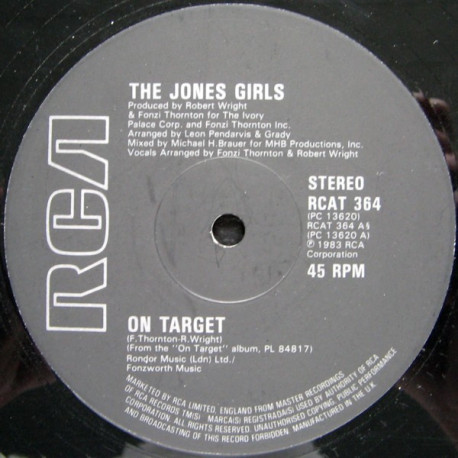 RCA
THE JONES GIRLS
Produced by Robert Wright
& Fonzi Thornton for The Ivory
Palace Corp. and Fonzi Thornton Inc.
Arranged by Leon Pendarvis & Grady
Mixed by Michael H.Brauer for MHB Productions, Inc.
Vocals Arranged by Fonzi Thornton & Robert Wright
STEREO
RCAT 364
(PC 13620)
RCAT 364 A§
(PC 13620 A)
℗ 1983 RCA
Corporation
45 RPM
ON TARGET
(F.Thornton-R.Wright)
(From the "On Target" album, PL 84817)
Rondor Music (Ldn) Ltd./
Fonzworth Music
MARKETED BY RCA LIMITED, ENGLAND FROM MASTER RECORDINGS
OF RCA RECORDS TM(S) MARCA(S) REGISTRADA(S) USED BY AUTHORITY OF RCA
CORPORATION. ALL RIGHTS RESERVED. UNAUTHORISED COPYING, PUBLIC PERFORMANCE
AND BROADCASTING OF THIS RECORD FORBIDDEN. MANUFACTURED IN THE U.K.